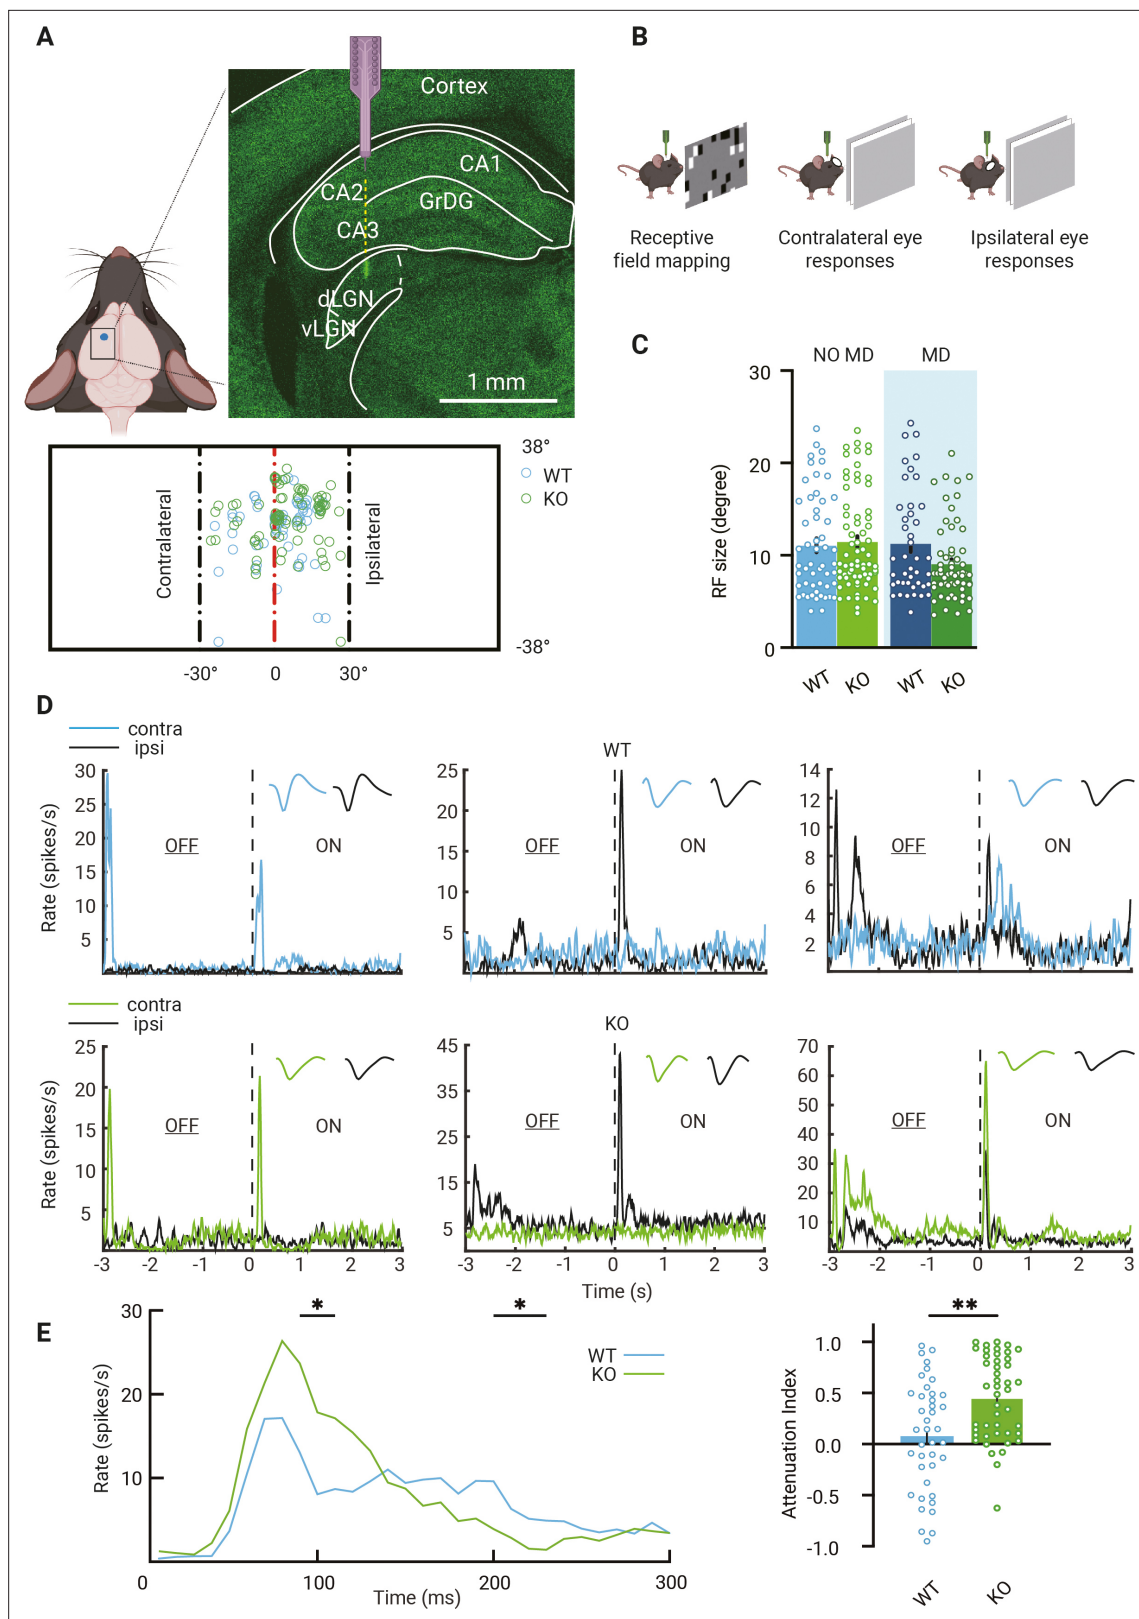 A
Cortex
CA1
CA2
GrDG
CA3
dLGN
vLGN
1 mm
38°
WT
KO
Contralateral
Ipsilateral
-38°
-30°
0
30°
B
Receptive
field mapping
Contralateral eye
responses
Ipsilateral eye
responses
C
NO MD
MD
30
20
10
0
RF size (degree)
WT
KO
WT
KO
D
contra
ipsi
WT
30
25
20
15
10
5
Rate (spikes/s)
OFF
ON
25
20
15
10
5
OFF
ON
14
12
10
8
6
4
2
OFF
ON
contra
ipsi
KO
25
20
15
10
5
Rate (spikes/s)
OFF
ON
-3
-2
-1
0
1
2
3
45
35
25
15
5
OFF
ON
-3
-2
-1
0
1
2
3
Time (s)
70
60
50
40
30
20
10
OFF
ON
-3
-2
-1
0
1
2
3
E
30
20
10
0
Rate (spikes/s)
*
*
WT
KO
100
200
300
Time (ms)
**
1.0
0.5
0.0
-0.5
-1.0
Attenuation Index
WT
KO